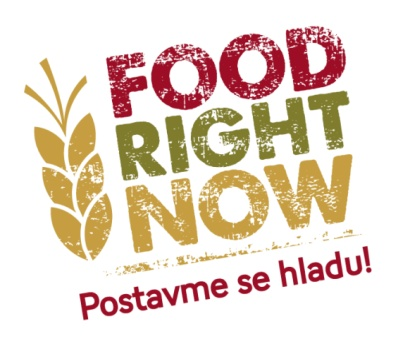 FOOD
RIGHT
NOW
Postavme se hladu!